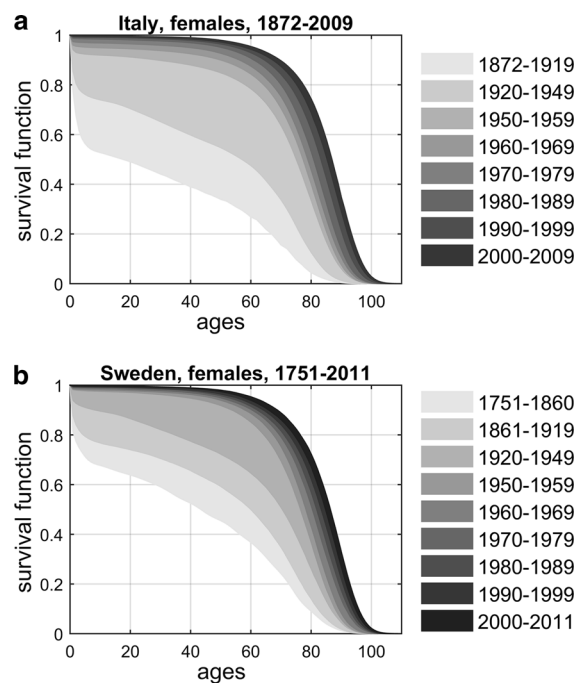 a
Italy, females, 1872-2009
1
0.8
0.6
0.4
0.2
0
survival function
0 20 40 60 80 100
ages
1872-1919
1920-1949
1950-1959
1960-1969
1970-1979
1980-1989
1990-1999
2000-2009
b
Sweden, females, 1751-2011
1
0.8
0.6
0.4
0.2
0
survival function
0 20 40 60 80 100
ages
1751-1860
1861-1919
1920-1949
1950-1959
1960-1969
1970-1979
1980-1989
1990-1999
2000-2011